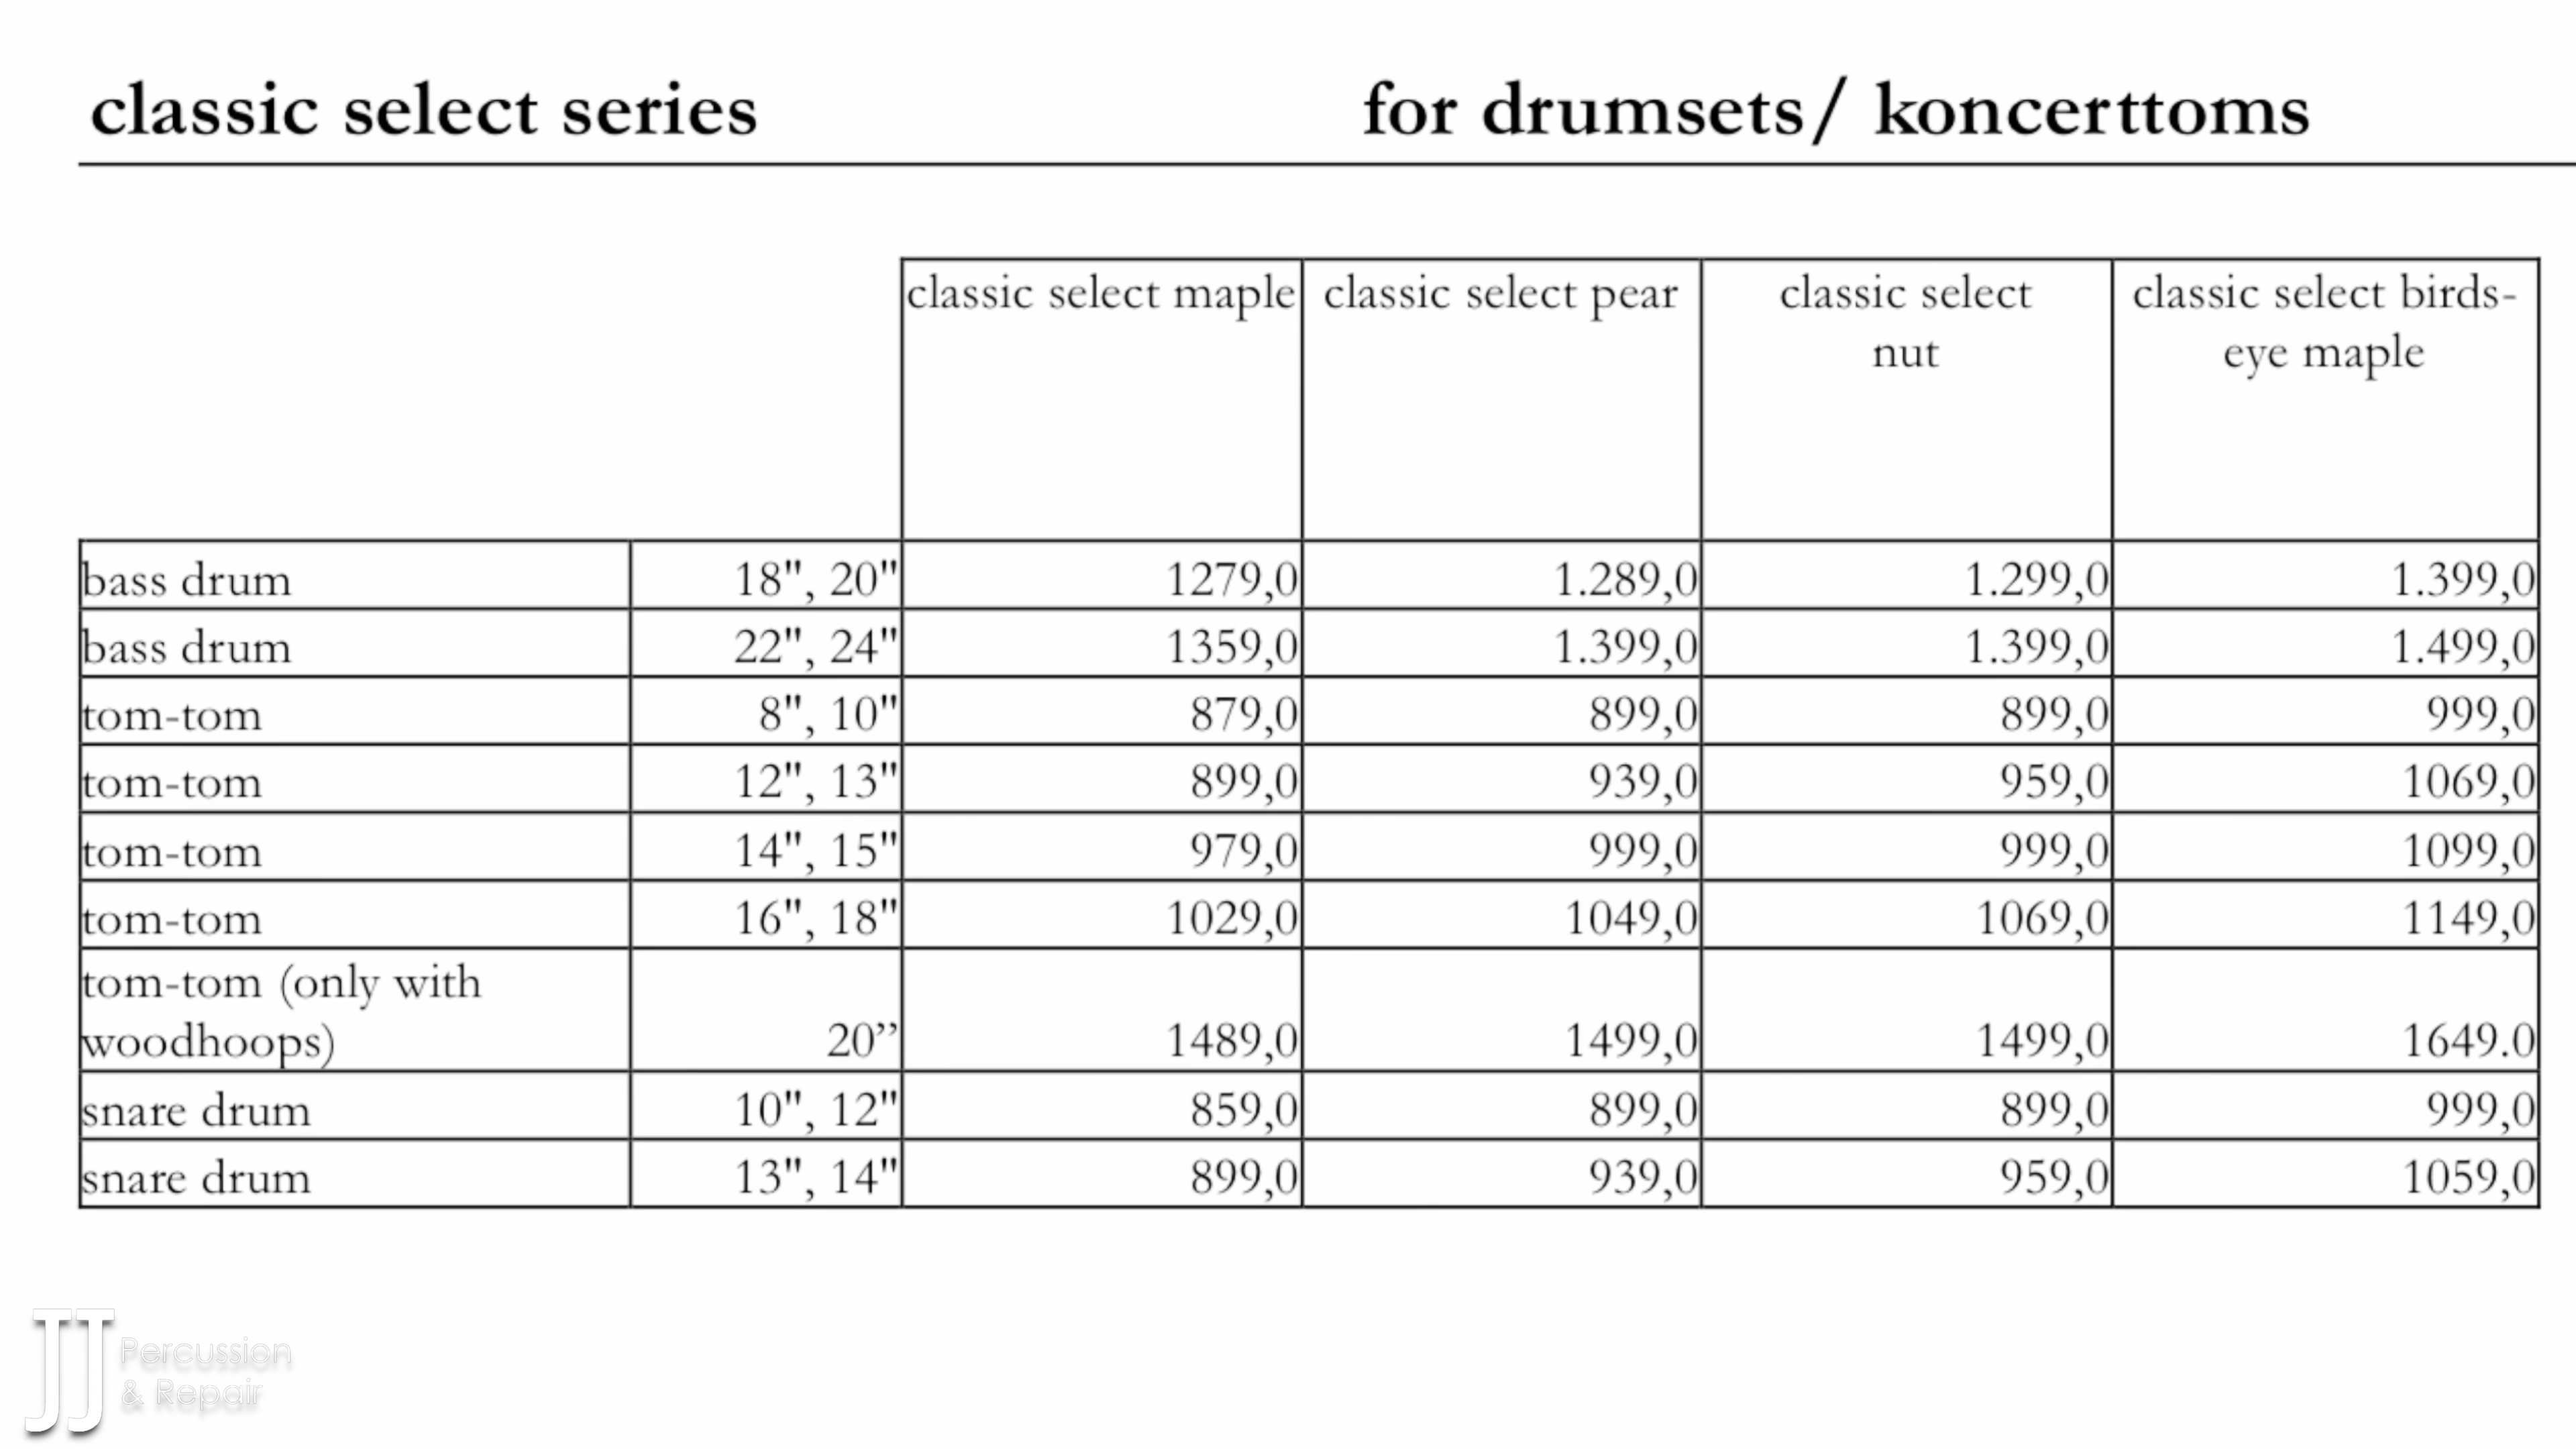 classic select series for drumsets/ koncerttoms
classic select maple classic select pear classic select classic select birds-
nut eye maple
bass drum 18", 20" 1279,0 1.289,0 1.299,0 1.399,0
bass drum 22", 24" 1359,0 1.399,0 1.399,0 1.499,0
tom-tom 8", 10" 879,0 899,0 899,0 999,0
tom-tom 12", 13" 899,0 939,0 959,0 1069,0
tom-tom 14", 15" 979,0 999,0 999,0 1099,0
tom-tom 16", 18" 1029,0 1049,0 1069,0 1149,0
tom-tom (only with
woodhoops) 20” 1489,0 1499,0 1499,0 1649.0
snare drum 10", 12" 859,0 899,0 899,0 999,0
snare drum 13", 14" 899,0 939,0 959,0 1059,0
JJ Percussion
& Repair